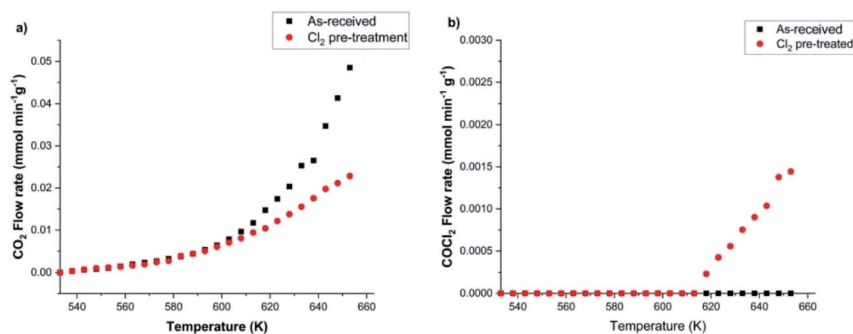 a)
As-received
Cl₂ pre-treatment
CO₂ Flow rate (mmol min⁻¹g⁻¹)
0.05
0.04
0.03
0.02
0.01
0.00
540 560 580 600 620 640 660
Temperature (K)
b)
As-received
Cl₂ pre-treated
COCl₂ Flow rate (mmol min⁻¹ g⁻¹)
0.0030
0.0025
0.0020
0.0015
0.0010
0.0005
0.0000
540 560 580 600 620 640 660
Temperature (K)